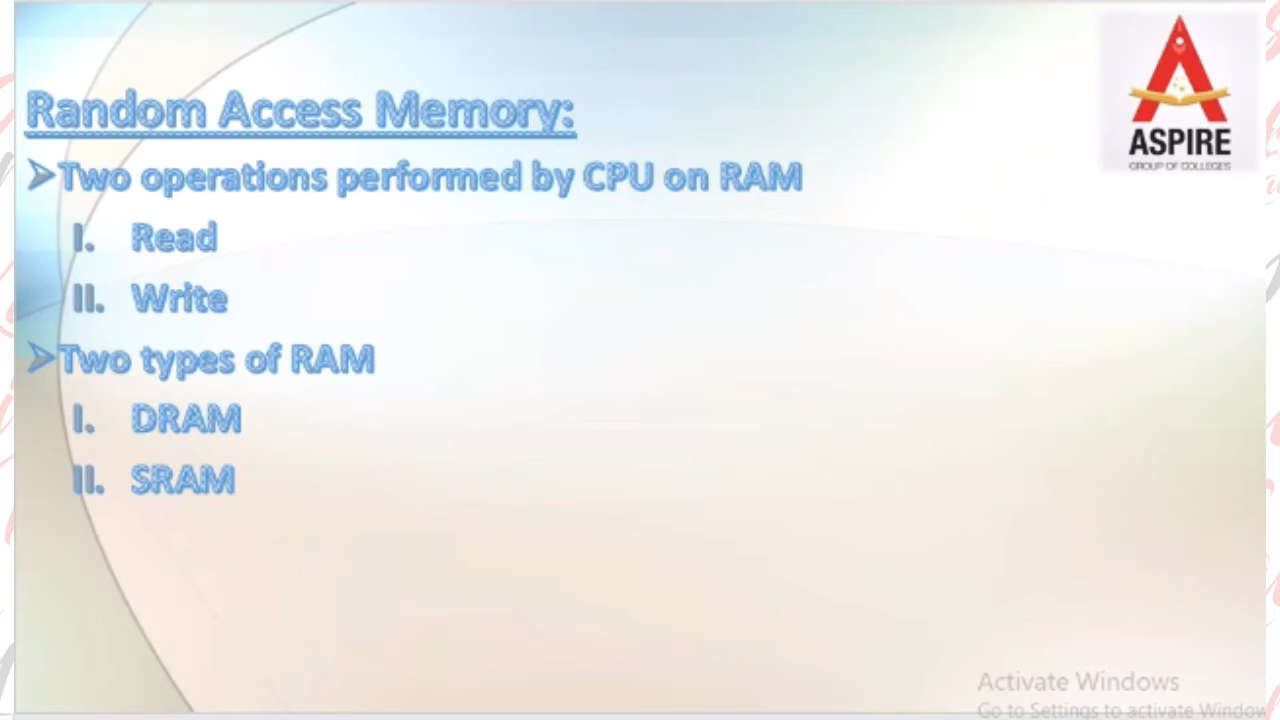 Random Access Memory:
➢Two operations performed by CPU on RAM
I. Read
II. Write
➢Two types of RAM
I. DRAM
II. SRAM
ASPIRE
GROUP OF COLLEGES
Activate Windows
Go to Settings to activate Window